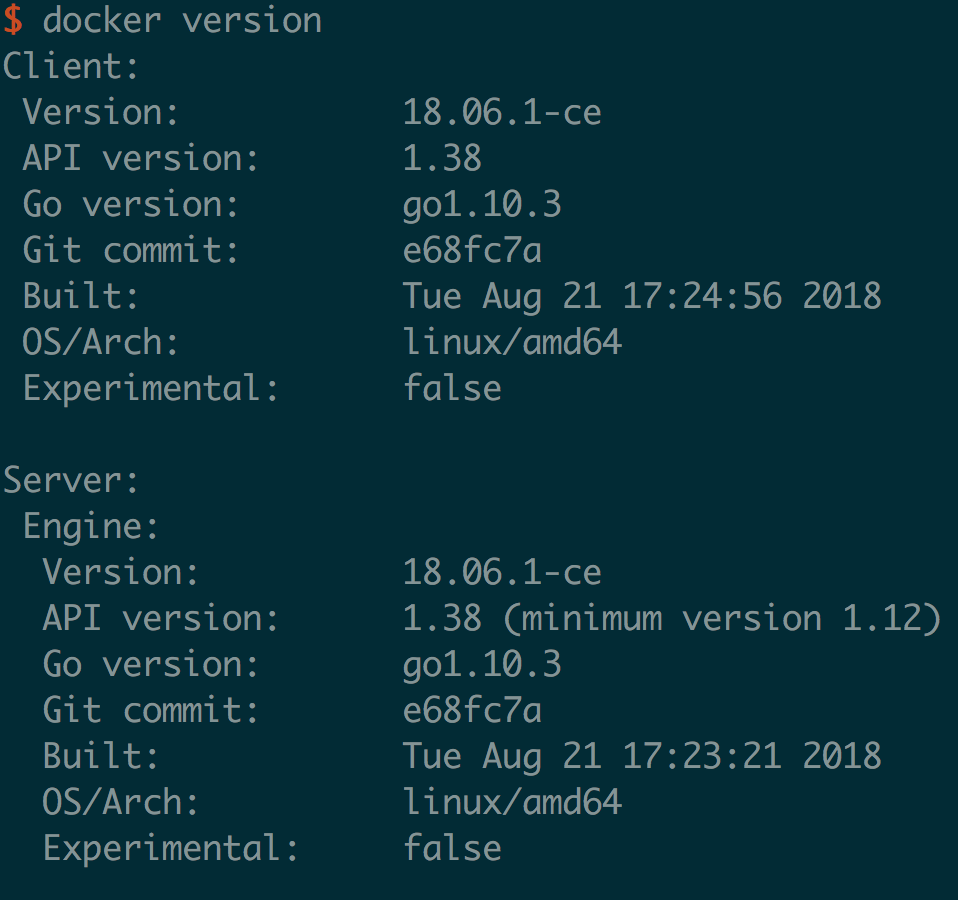 $ docker version
Client:
 Version:           18.06.1-ce
 API version:       1.38
 Go version:        go1.10.3
 Git commit:        e68fc7a
 Built:             Tue Aug 21 17:24:56 2018
 OS/Arch:           linux/amd64
 Experimental:      false

Server:
 Engine:
  Version:          18.06.1-ce
  API version:      1.38 (minimum version 1.12)
  Go version:       go1.10.3
  Git commit:       e68fc7a
  Built:            Tue Aug 21 17:23:21 2018
  OS/Arch:          linux/amd64
  Experimental:     false